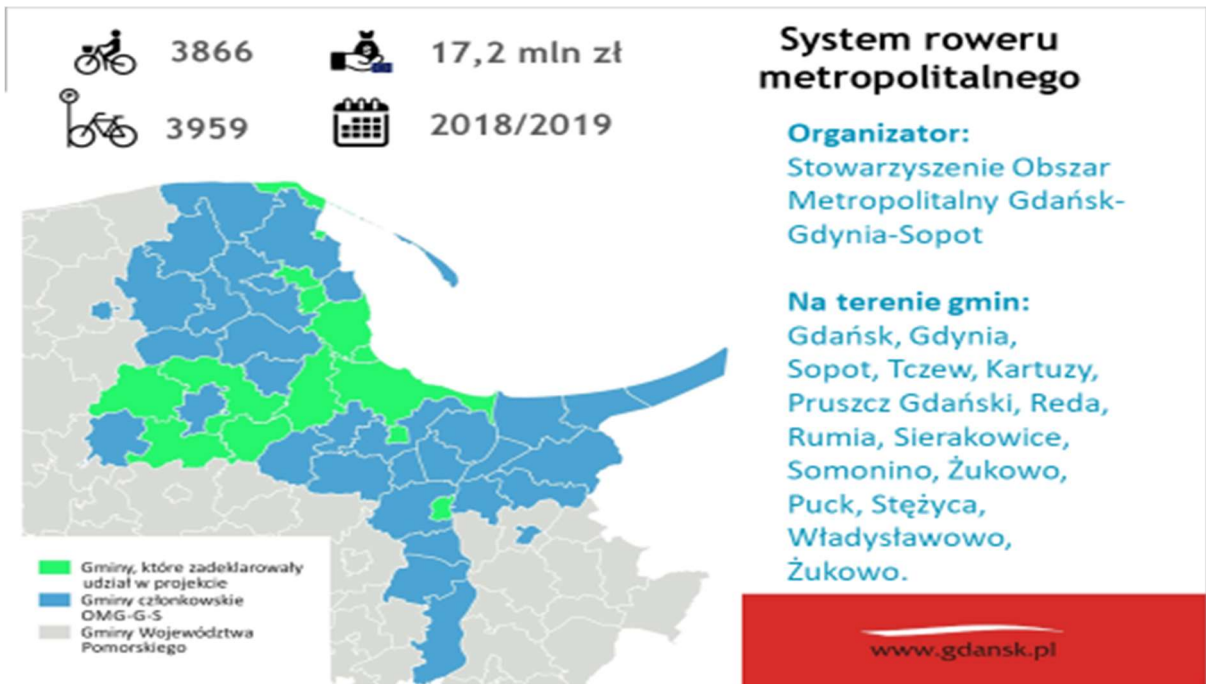 3866
17,2 mln zł
3959
2018/2019
System roweru
metropolitalnego
Organizator:
Stowarzyszenie Obszar
Metropolitalny Gdańsk-
Gdynia-Sopot
Na terenie gmin:
Gdańsk, Gdynia,
Sopot, Tczew, Kartuzy,
Pruszcz Gdański, Reda,
Rumia, Sierakowice,
Somonino, Żukowo,
Puck, Stężyca,
Władysławowo,
Żukowo.
Gminy, które zadeklarowały
udział w projekcie
Gminy członkowskie
OMG-G-S
Gminy Województwa
Pomorskiego
www.gdansk.pl